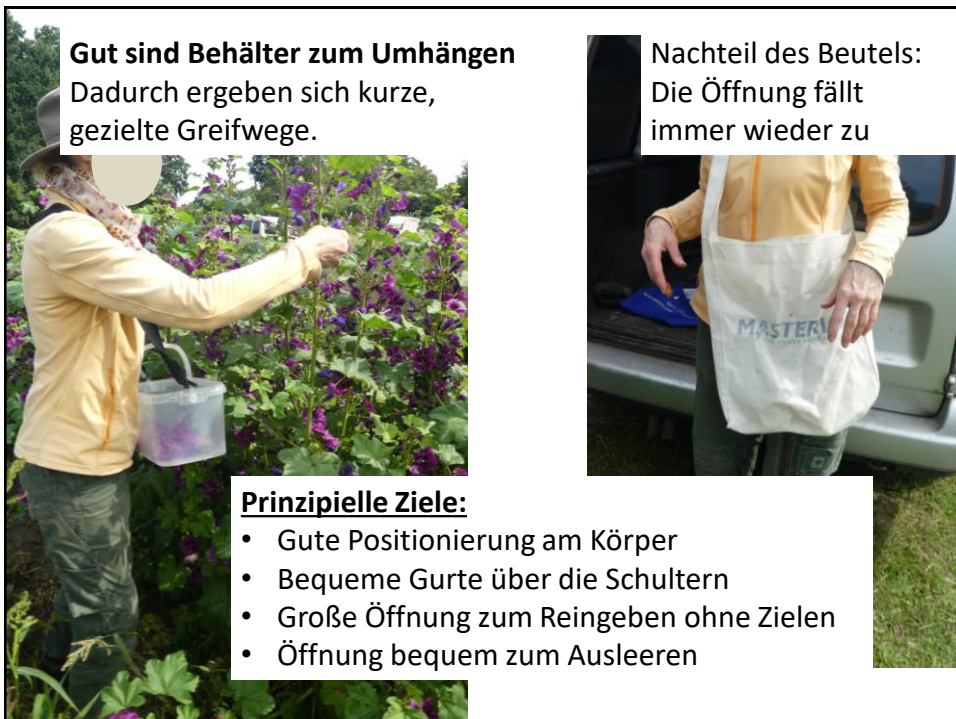 Gut sind Behälter zum Umhängen
Dadurch ergeben sich kurze,
gezielte Greifwege.
Nachteil des Beutels:
Die Öffnung fällt
immer wieder zu
Prinzipielle Ziele:
• Gute Positionierung am Körper
• Bequeme Gurte über die Schultern
• Große Öffnung zum Reingeben ohne Zielen
• Öffnung bequem zum Ausleeren